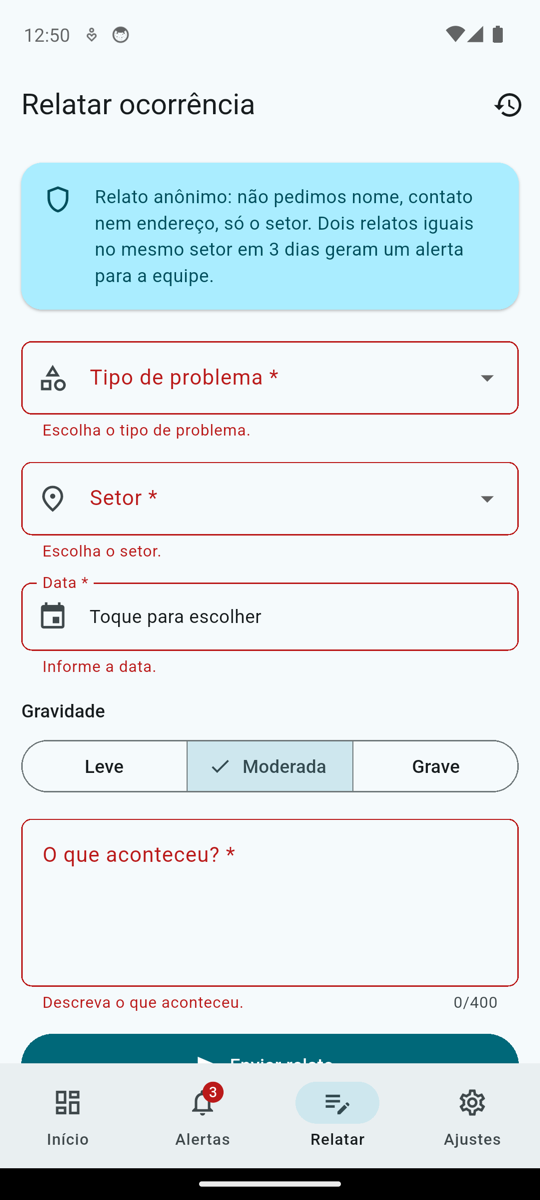 12:50
Relatar ocorrência
Relato anônimo: não pedimos nome, contato
nem endereço, só o setor. Dois relatos iguais
no mesmo setor em 3 dias geram um alerta
para a equipe.
Tipo de problema *
Escolha o tipo de problema.
Setor *
Escolha o setor.
Data *
Toque para escolher
Informe a data.
Gravidade
Leve
Moderada
Grave
O que aconteceu? *
Descreva o que aconteceu.
0/400
Enviar relato
3
Início
Alertas
Relatar
Ajustes